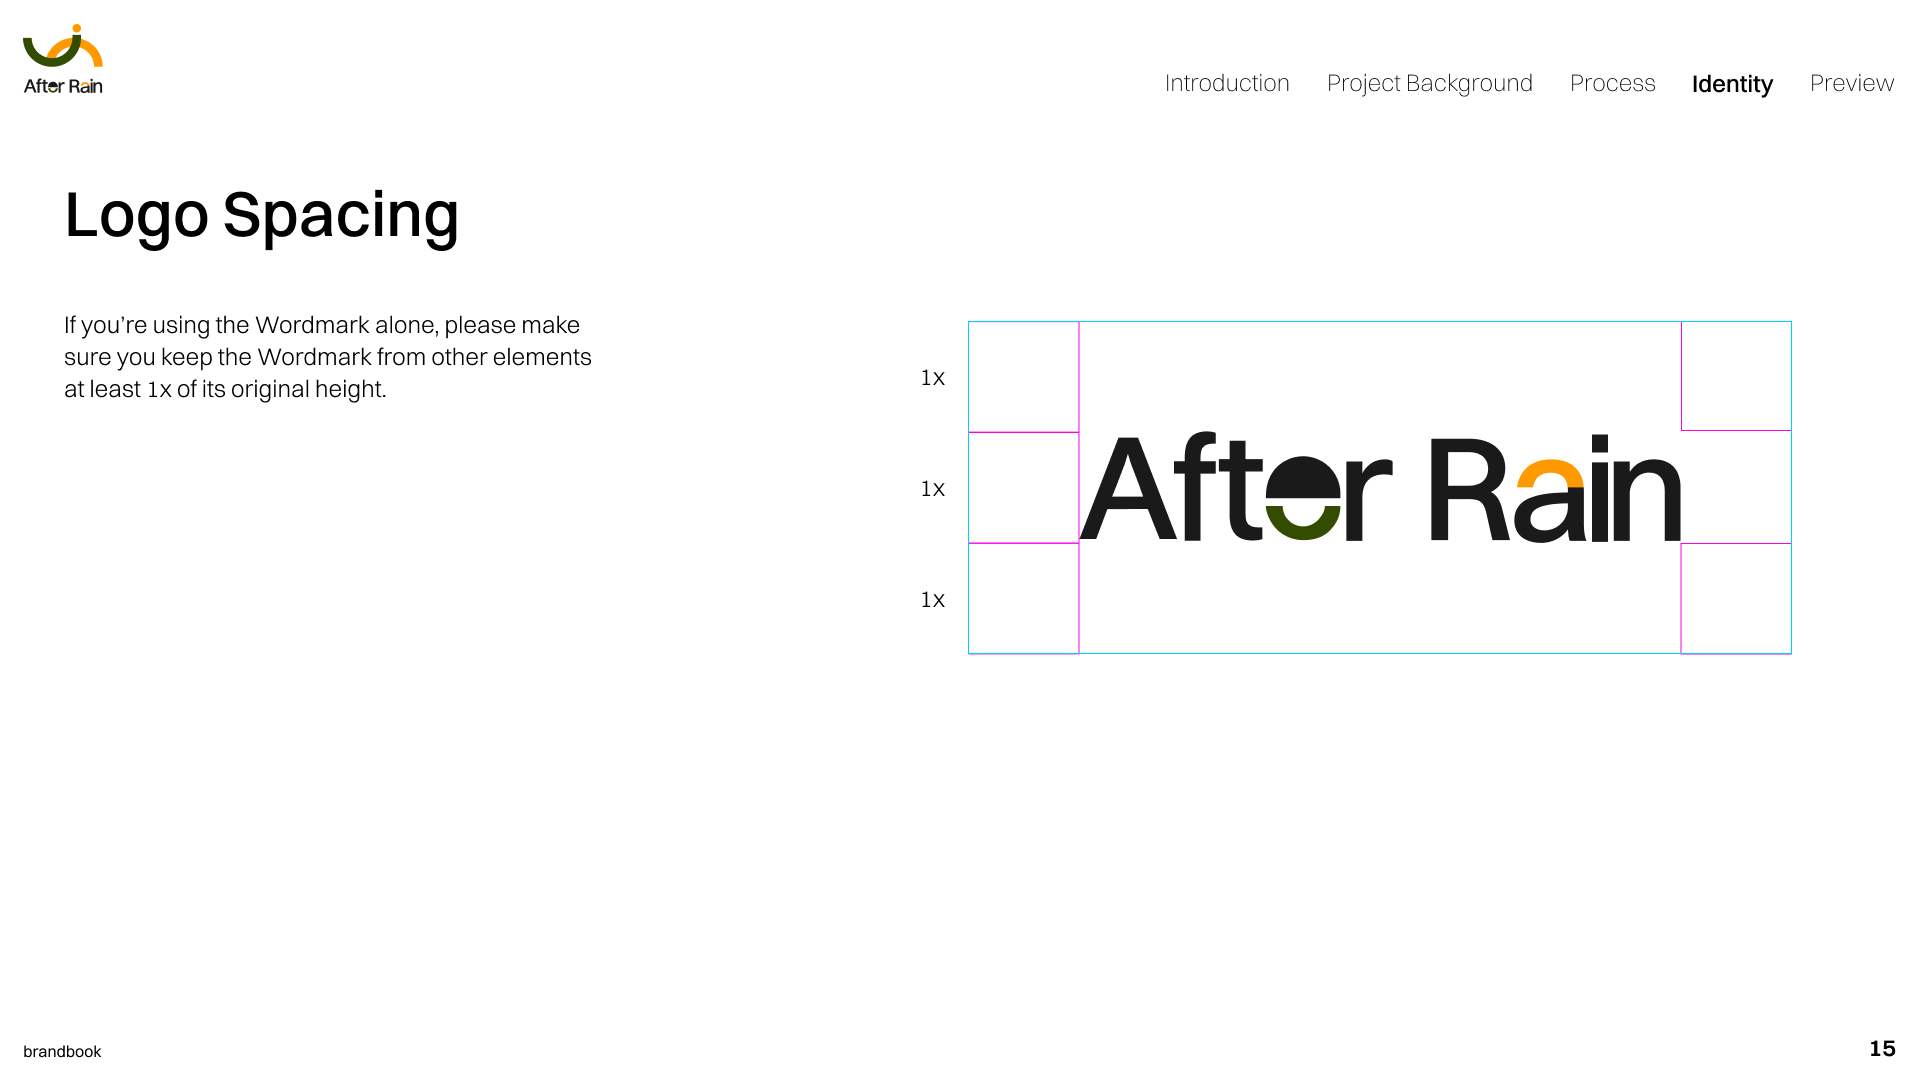 After Rain
Introduction Project Background Process Identity Preview
Logo Spacing
If you’re using the Wordmark alone, please make
sure you keep the Wordmark from other elements
at least 1x of its original height.
1x
1x
1x
After Rain
brandbook
15